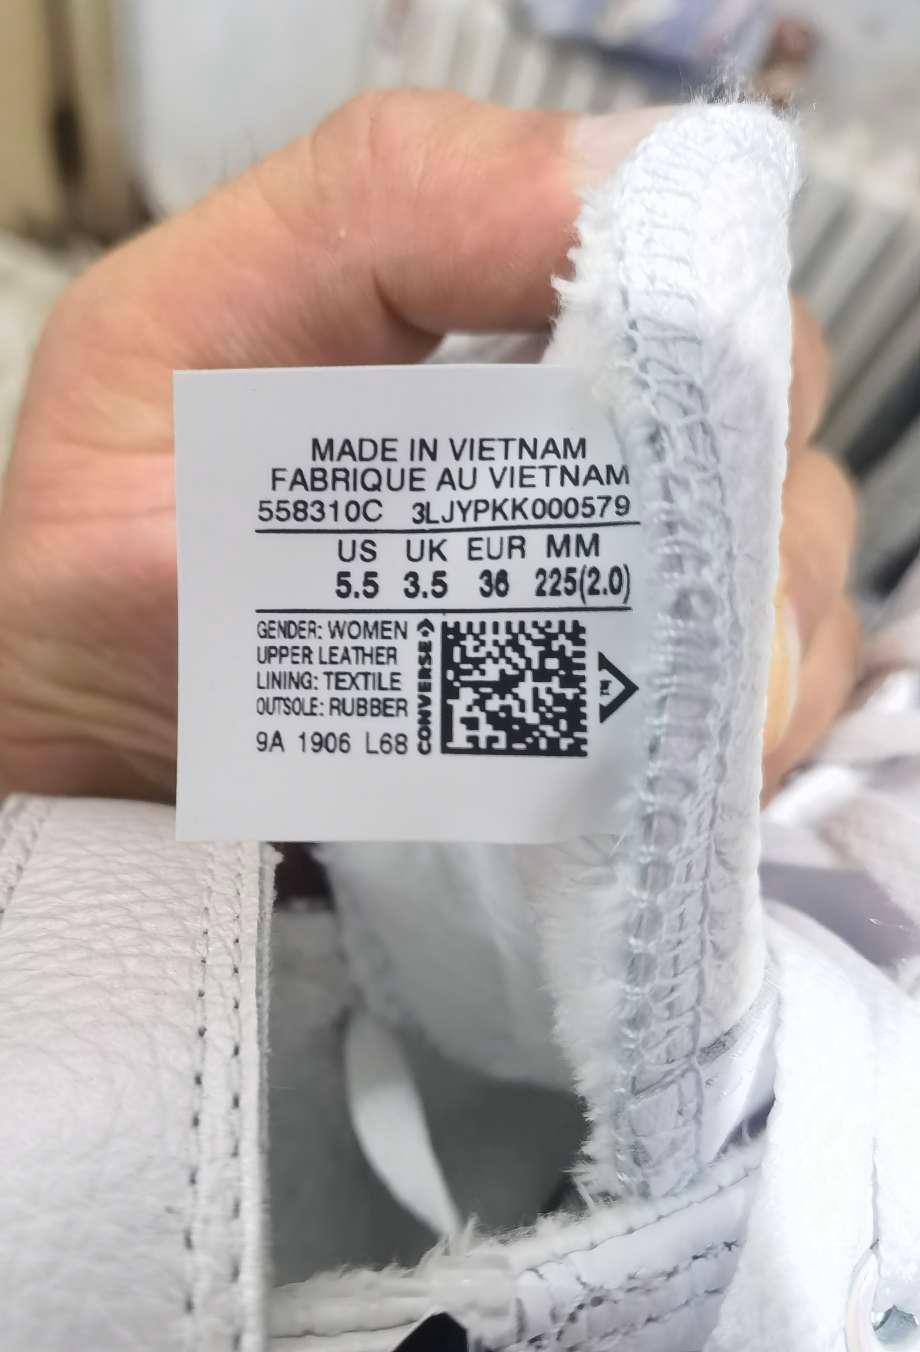 MADE IN VIETNAM
FABRIQUE AU VIETNAM
558310C 3LJYPKK000579
US UK EUR MM
5.5 3.5 36 225(2.0)
GENDER: WOMEN
UPPER LEATHER
LINING: TEXTILE
OUTSOLE: RUBBER
9A 1906 L68
CONVERSE